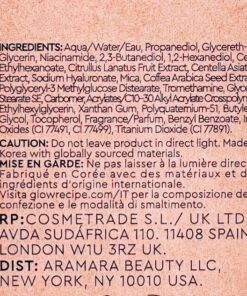 INGREDIENTS: Aqua/Water/Eau, Propanediol, Glycereth-
Glycerin, Niacinamide, 2,3-Butanediol, 1,2-Hexanediol, Ce
Ethylhexanoate, Citrullus Lanatus Fruit Extract, Centella Asiat
Extract, Sodium Hyaluronate, Mica, Coffea Arabica Seed Extr
Polyglyceryl-3 Methylglucose Distearate, Tromethamine, Glyce
Stearate SE, Carbomer, Acrylates/C10-30 Alkyl Acrylate Crosspolym
Ethylhexylglycerin, Xanthan Gum, Polyquaternium-51, Butyl
Glycol, Tocopherol, Fragrance/Parfum, Benzyl Benzoate, In
Oxides (CI 77491, CI 77499), Titanium Dioxide (CI 77891).
CAUTION: Do not leave product in direct light. Made
Korea with globally sourced materials.
MISE EN GARDE: Ne pas laisser à la lumière direc
Fabriqué en Corée avec des matériaux et d
ingrédients d'origine internationale.
Visita glowrecipe.com/IT per la composizione de
confezione e le modalità di smaltimento.
RP: COSMETRADE S.L./ UK LTD
AVDA SUDÁFRICA 110. 11408 SPAIN
LONDON W1U 3RZ UK.
DIST: ARAMARA BEAUTY LLC,
NEW YORK, NY 10010 USA.